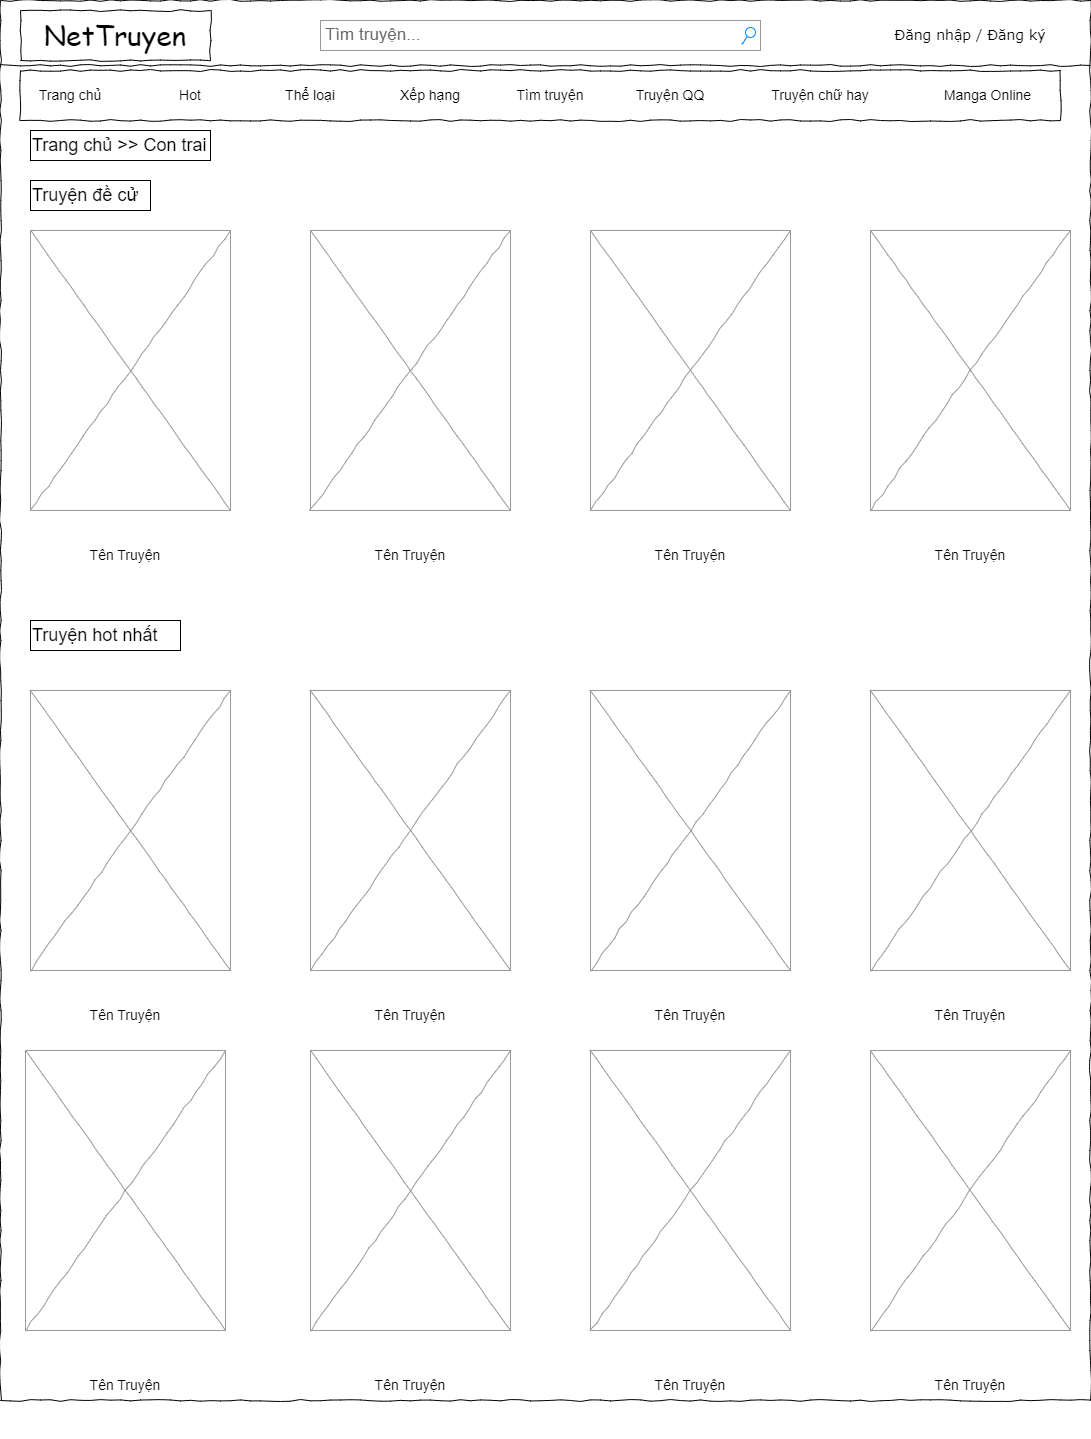 NetTruyen
Tìm truyện...
Đăng nhập / Đăng ký
Trang chủ Hot Thể loại Xếp hạng Tìm truyện Truyện QQ Truyện chữ hay Manga Online
Trang chủ >> Con trai
Truyện đề cử
Tên Truyện Tên Truyện Tên Truyện Tên Truyện
Truyện hot nhất
Tên Truyện Tên Truyện Tên Truyện Tên Truyện
Tên Truyện Tên Truyện Tên Truyện Tên Truyện